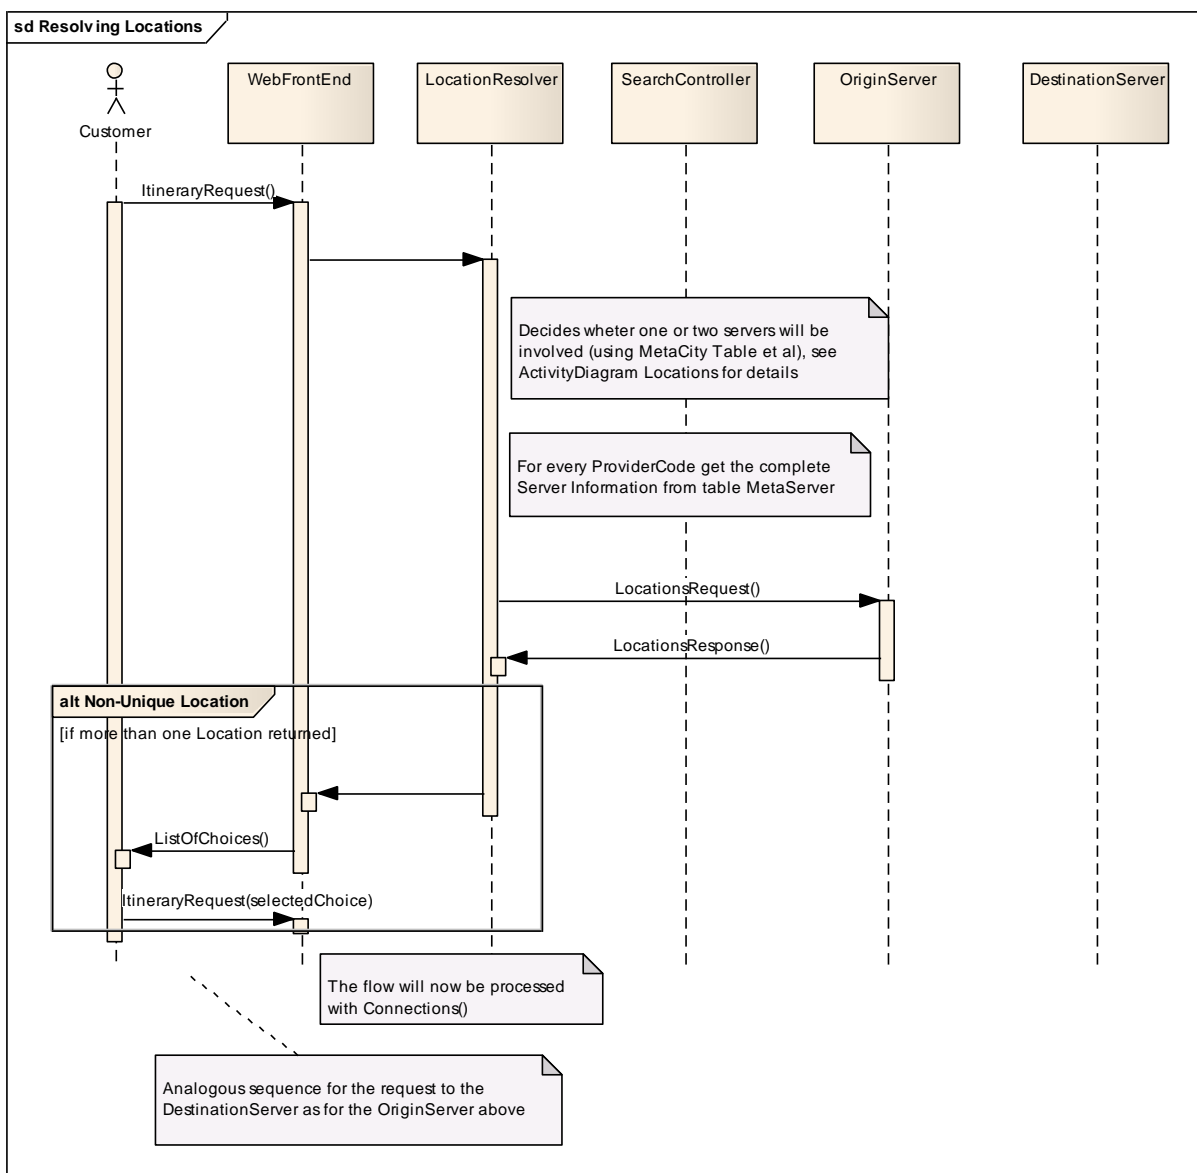 sd Resolving Locations
Customer
WebFrontEnd
LocationResolver
SearchController
OriginServer
DestinationServer
ItineraryRequest()
Decides wheter one or two servers will be
involved (using MetaCity Table et al), see
ActivityDiagram Locations for details
For every ProviderCode get the complete
Server Information from table MetaServer
LocationsRequest()
LocationsResponse()
alt Non-Unique Location
[if more than one Location returned]
ListOfChoices()
ItineraryRequest(selectedChoice)
The flow will now be processed
with Connections()
Analogous sequence for the request to the
DestinationServer as for the OriginServer above